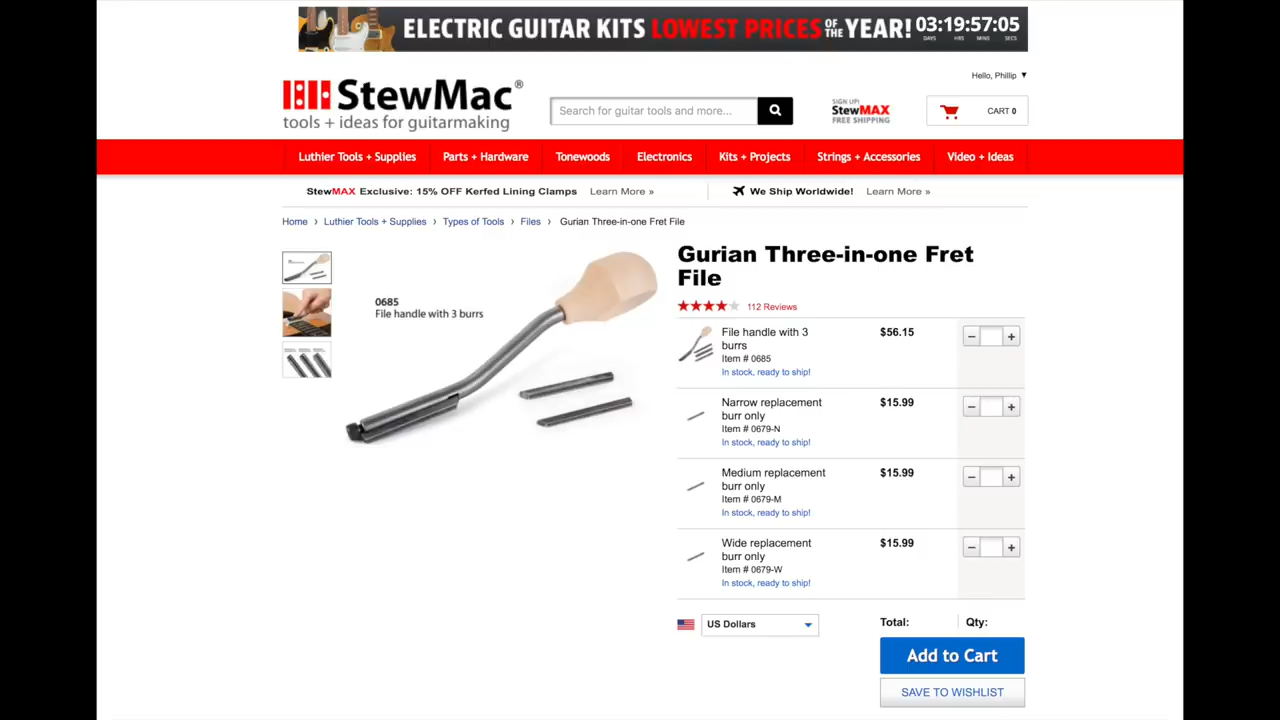 ELECTRIC GUITAR KITS LOWEST PRICES OF THE YEAR! 03:19:57:05
DAYS HRS MINS SECS
Hello, Phillip ▼
StewMac®
tools + ideas for guitarmaking
Search for guitar tools and more...
SIGN UP!
StewMAX
FREE SHIPPING
CART 0
Luthier Tools + Supplies Parts + Hardware Tonewoods Electronics Kits + Projects Strings + Accessories Video + Ideas
StewMAX Exclusive: 15% OFF Kerfed Lining Clamps Learn More » We Ship Worldwide! Learn More »
Home › Luthier Tools + Supplies › Types of Tools › Files › Gurian Three-in-one Fret File
0685
File handle with 3 burrs
Gurian Three-in-one Fret
File
112 Reviews
File handle with 3 $56.15
burrs
Item # 0685
In stock, ready to ship!
Narrow replacement $15.99
burr only
Item # 0679-N
In stock, ready to ship!
Medium replacement $15.99
burr only
Item # 0679-M
In stock, ready to ship!
Wide replacement $15.99
burr only
Item # 0679-W
In stock, ready to ship!
US Dollars
Total: Qty:
Add to Cart
SAVE TO WISHLIST